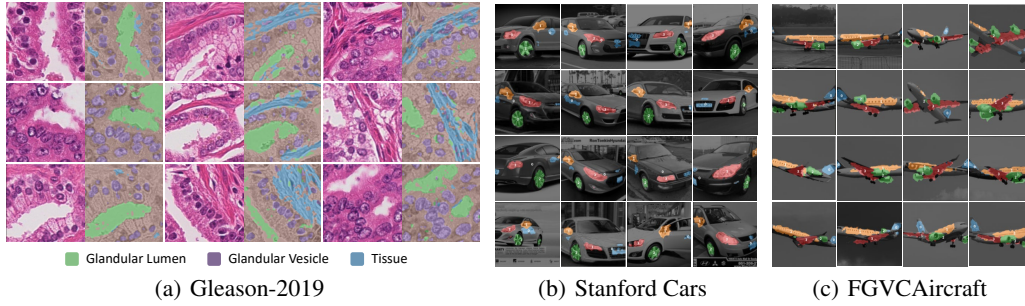 Glandular Lumen
Glandular Vesicle
Tissue
(a) Gleason-2019
(b) Stanford Cars
(c) FGVCAircraft